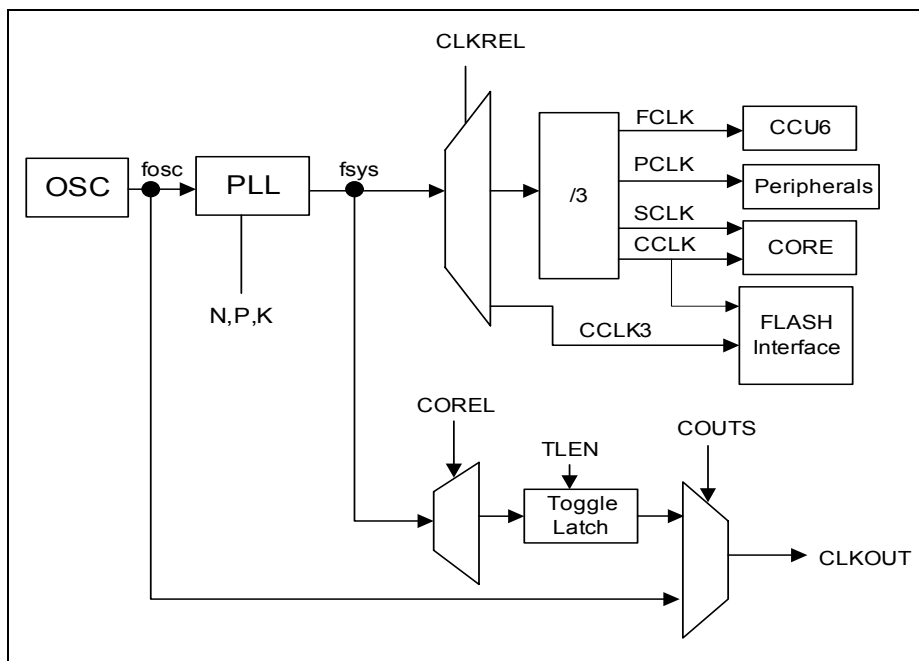 CLKREL
FCLK
CCU6
OSC
fosc
PLL
fsys
/3
PCLK
Peripherals
SCLK
CCLK
CORE
N,P,K
CCLK3
FLASH
Interface
COREL
TLEN
COUTS
Toggle
Latch
CLKOUT